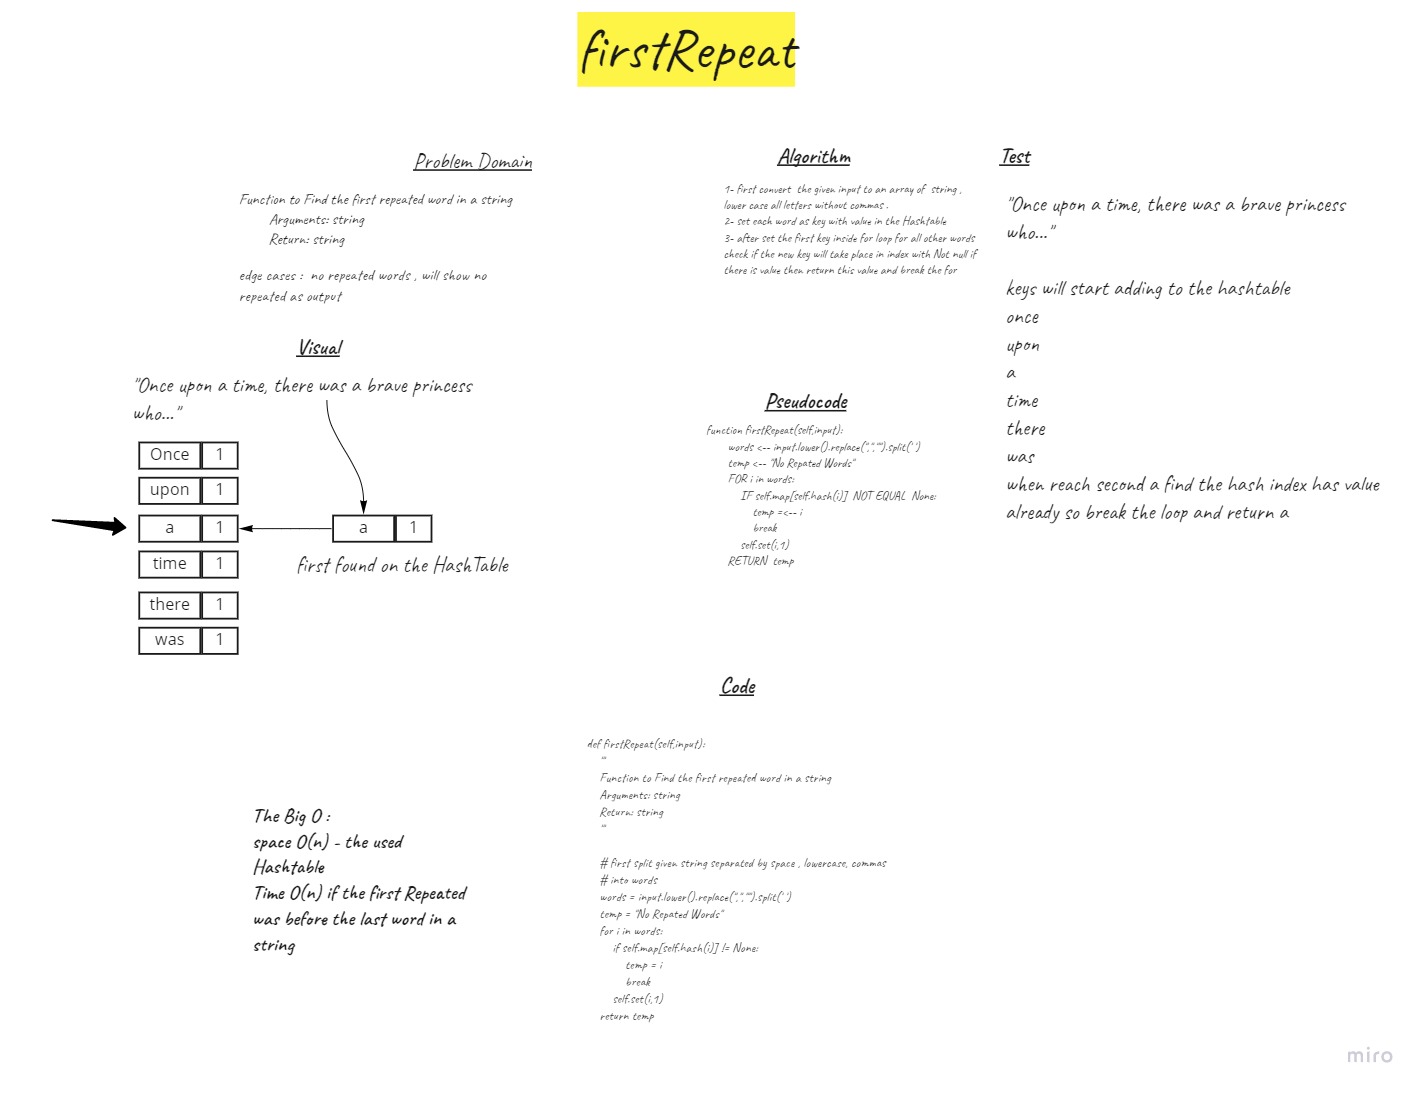 firstRepeat
Problem Domain
Function to Find the first repeated word in a string
Arguments: string
Return: string
edge cases : no repeated words , will show no
repeated as output
Visual
"Once upon a time, there was a brave princess
who..."
Once 1
upon 1
a 1
a 1
first found on the HashTable
time 1
there 1
was 1
The Big O :
space O(n) - the used
Hashtable
Time O(n) if the first Repeated
was before the last word in a
string
Algorithm
1- first convert the given input to an array of string ,
lower case all letters without commas .
2- set each word as key with value in the Hashtable
3- after set the first key inside for loop for all other words
check if the new key will take place in index with Not null if
there is value then return this value and break the for
Pseudocode
function firstRepeat(self,input):
words <-- input.lower().replace(",","").split(' ')
temp <-- "No Repated Words"
FOR i in words:
IF self.map[self.hash(i)] NOT EQUAL None:
temp =<-- i
break
self.set(i,1)
RETURN temp
Code
def firstRepeat(self,input):
'''
Function to Find the first repeated word in a string
Arguments: string
Return: string
'''
# first split given string separated by space , lowercase, commas
# into words
words = input.lower().replace(",","").split(' ')
temp = "No Repated Words"
for i in words:
if self.map[self.hash(i)] != None:
temp = i
break
self.set(i,1)
return temp
Test
"Once upon a time, there was a brave princess
who..."
keys will start adding to the hashtable
once
upon
a
time
there
was
when reach second a find the hash index has value
already so break the loop and return a
miro